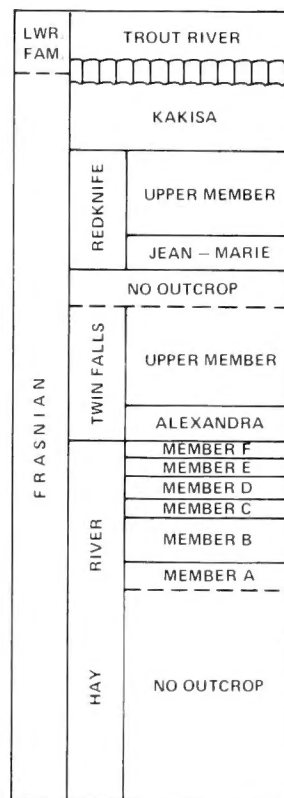 LWR. TROUT RIVER
FAM.
KAKISA
REDKNIFE
UPPER MEMBER
JEAN – MARIE
NO OUTCROP
FRASNIAN
TWIN FALLS
UPPER MEMBER
ALEXANDRA
HAY RIVER
MEMBER F
MEMBER E
MEMBER D
MEMBER C
MEMBER B
MEMBER A
NO OUTCROP